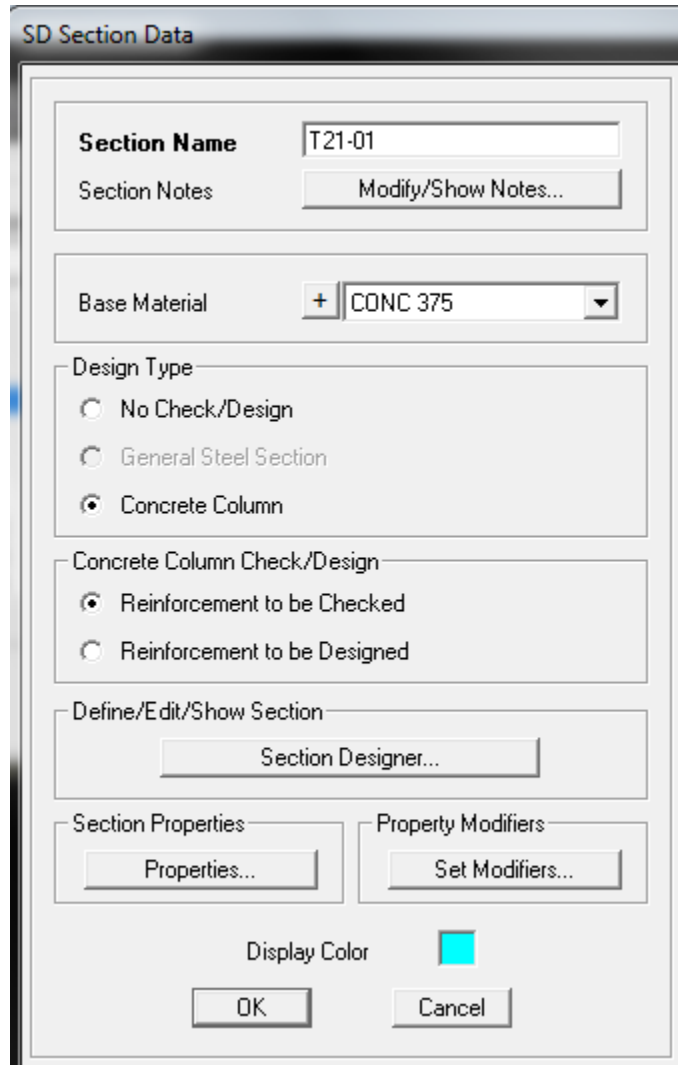 SD Section Data
Section Name T21-01
Section Notes Modify/Show Notes...
Base Material + CONC 375
Design Type
No Check/Design
General Steel Section
Concrete Column
Concrete Column Check/Design
Reinforcement to be Checked
Reinforcement to be Designed
Define/Edit/Show Section
Section Designer...
Section Properties Property Modifiers
Properties... Set Modifiers...
Display Color
OK Cancel